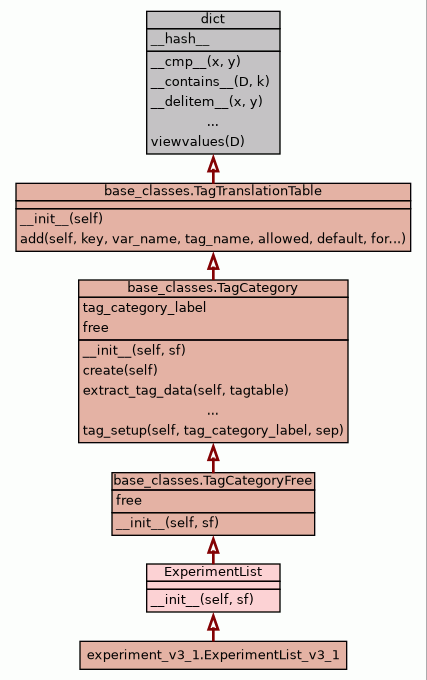 dict
__hash__
__cmp__(x, y)
__contains__(D, k)
__delitem__(x, y)
...
viewvalues(D)
base_classes.TagTranslationTable
__init__(self)
add(self, key, var_name, tag_name, allowed, default, for...)
base_classes.TagCategory
tag_category_label
free
__init__(self, sf)
create(self)
extract_tag_data(self, tagtable)
...
tag_setup(self, tag_category_label, sep)
base_classes.TagCategoryFree
free
__init__(self, sf)
ExperimentList
__init__(self, sf)
experiment_v3_1.ExperimentList_v3_1